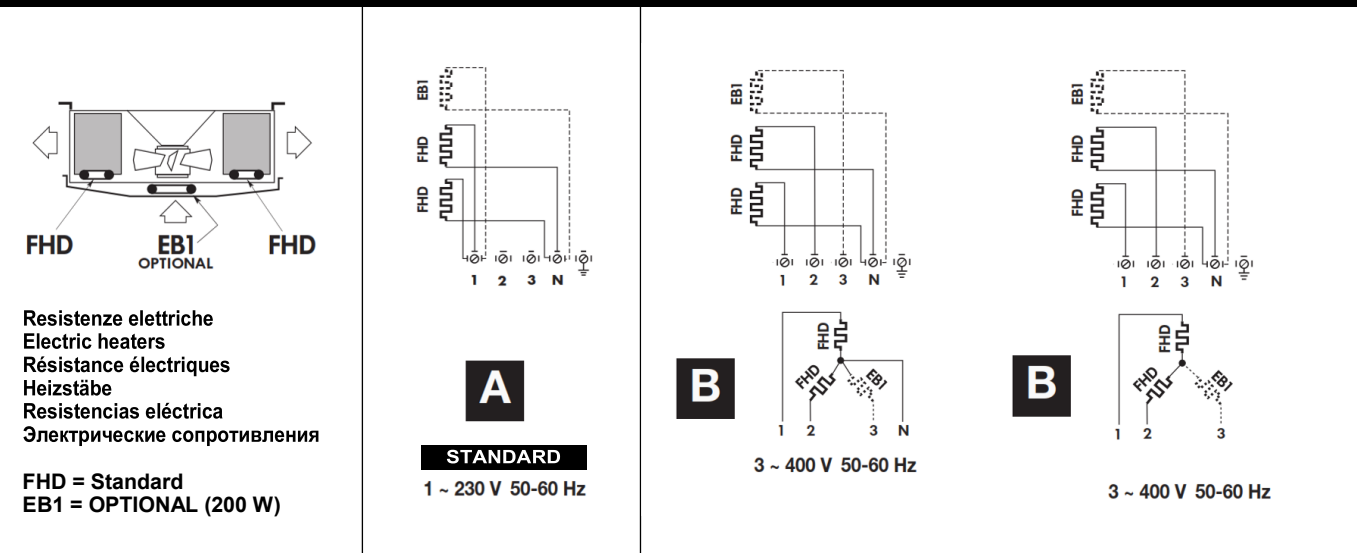 FHD
EB1
OPTIONAL
FHD
Resistenze elettriche
Electric heaters
Résistance électriques
Heizstäbe
Resistencias eléctrica
Электрические сопротивления
FHD = Standard
EB1 = OPTIONAL (200 W)
EB1
FHD
FHD
1 2 3 N
A
STANDARD
1 ~ 230 V 50-60 Hz
EB1
FHD
FHD
1 2 3 N
B
FHD
FHD
EB1
1 2 3 N
3 ~ 400 V 50-60 Hz
EB1
FHD
FHD
1 2 3 N
B
FHD
FHD
EB1
1 2 3
3 ~ 400 V 50-60 Hz